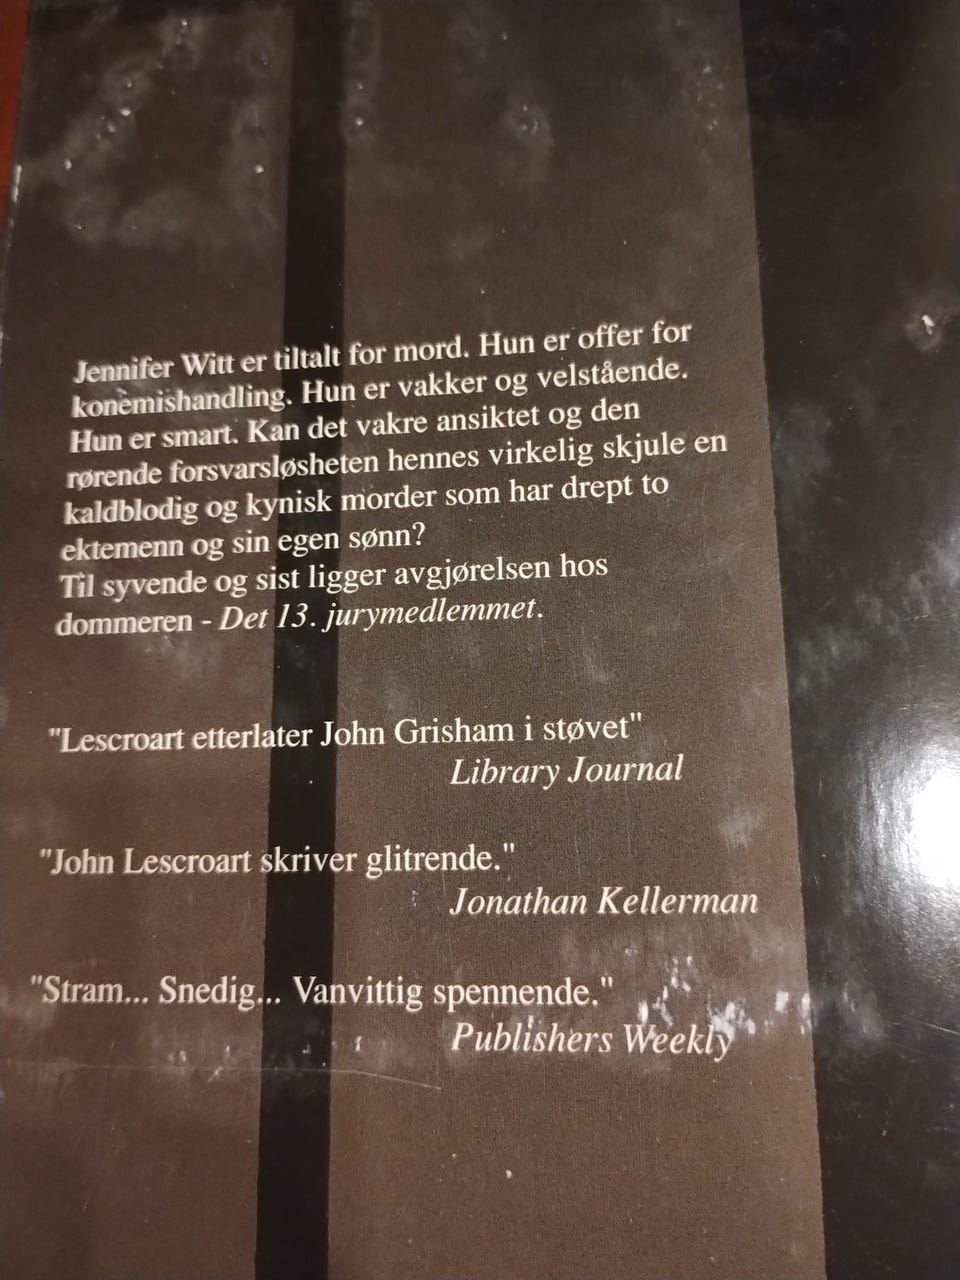 Jennifer Witt er tiltalt for mord. Hun er offer for
konemishandling. Hun er vakker og velstående.
Hun er smart. Kan det vakre ansiktet og den
rørende forsvarsløsheten hennes virkelig skjule en
kaldblodig og kynisk morder som har drept to
ektemenn og sin egen sønn?
Til syvende og sist ligger avgjørelsen hos
dommeren - Det 13. jurymedlemmet.
"Lescroart etterlater John Grisham i støvet"
Library Journal
"John Lescroart skriver glitrende."
Jonathan Kellerman
"Stram... Snedig... Vanvittig spennende."
Publishers Weekly